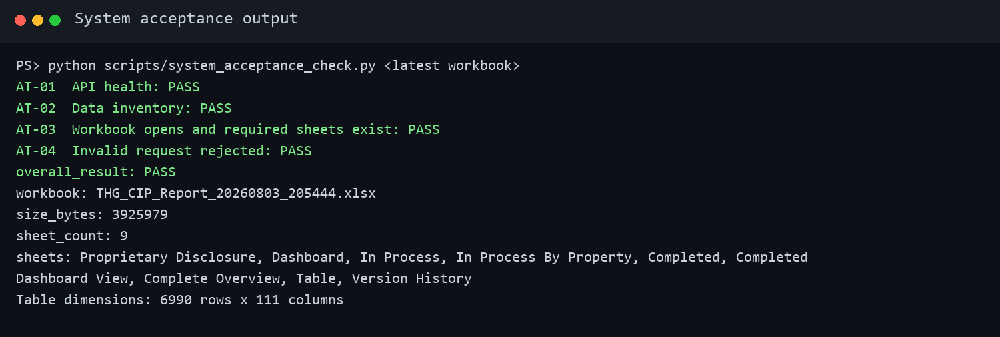 System acceptance output
PS> python scripts/system_acceptance_check.py <latest workbook>
AT-01  API health: PASS
AT-02  Data inventory: PASS
AT-03  Workbook opens and required sheets exist: PASS
AT-04  Invalid request rejected: PASS
overall_result: PASS
workbook: THG_CIP_Report_20260803_205444.xlsx
size_bytes: 3925979
sheet_count: 9
sheets: Proprietary Disclosure, Dashboard, In Process, In Process By Property, Completed, Completed
Dashboard View, Complete Overview, Table, Version History
Table dimensions: 6990 rows x 111 columns